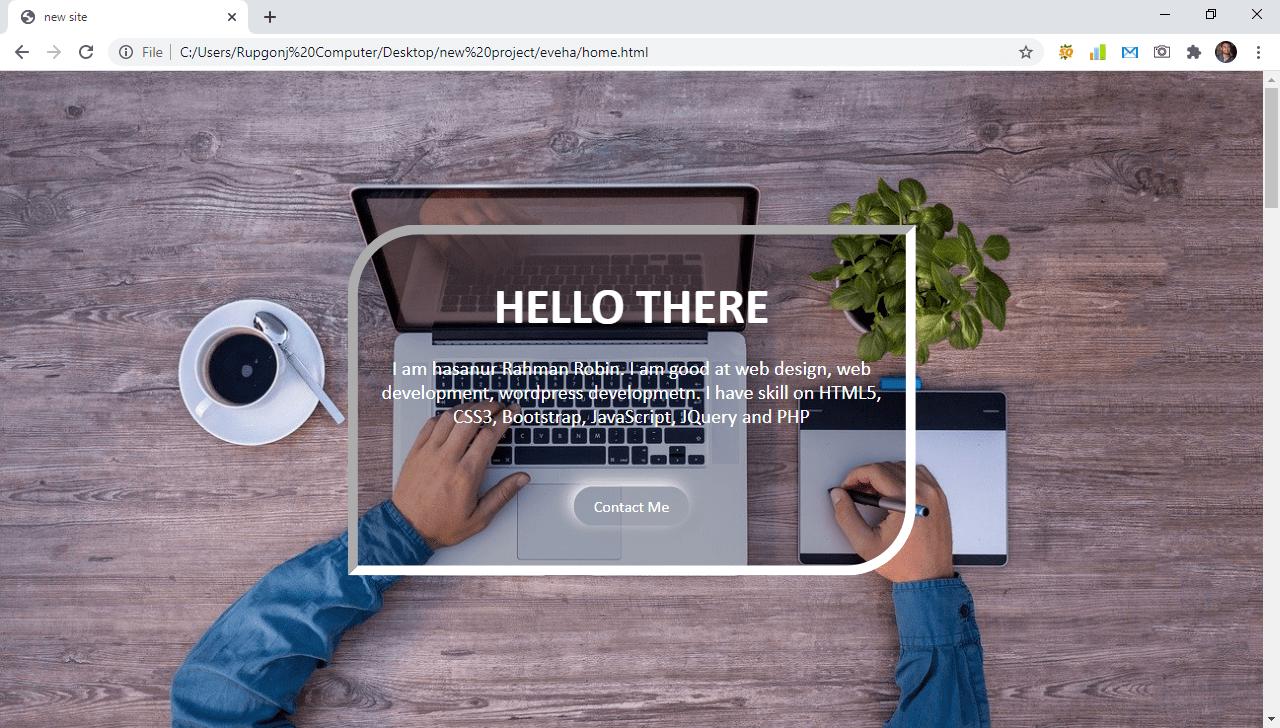 new site
File
C:/Users/Rupgonj%20Computer/Desktop/new%20project/eveha/home.html
HELLO THERE
I am hasanur Rahman Robin. I am good at web design, web
development, wordpress developmetn. I have skill on HTML5,
CSS3, Bootstrap, JavaScript, JQuery and PHP
Contact Me